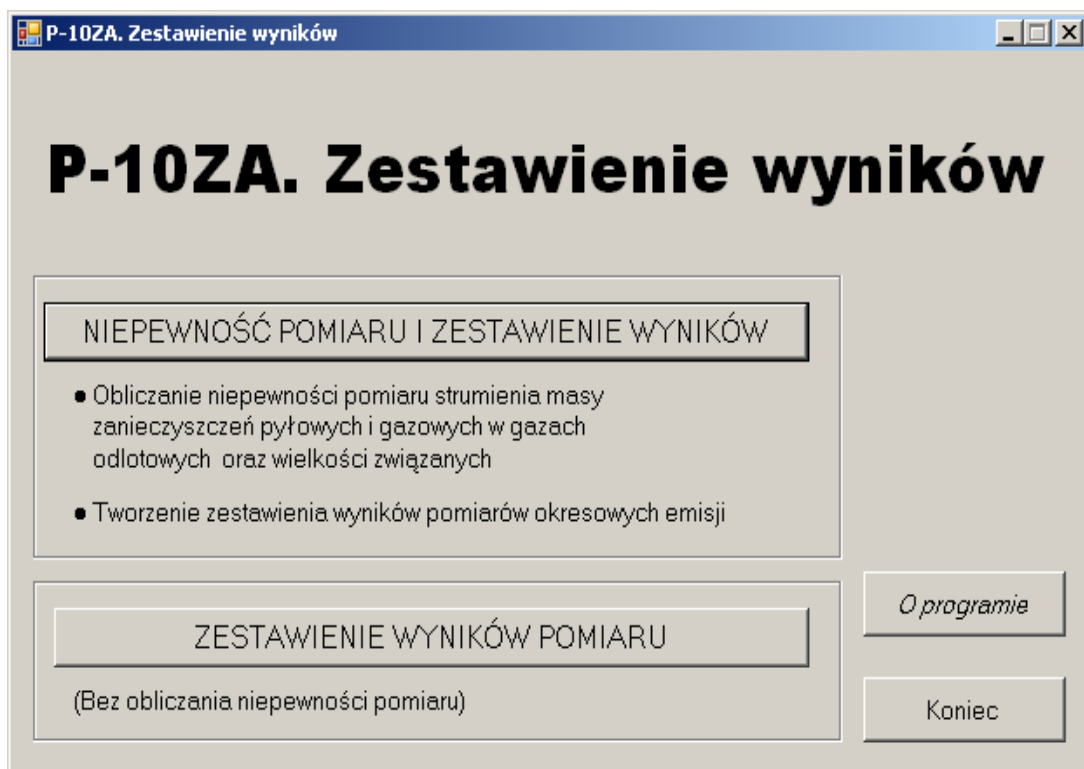 P-10ZA. Zestawienie wyników
P-10ZA. Zestawienie wyników
NIEPEWNOŚĆ POMIARU I ZESTAWIENIE WYNIKÓW
● Obliczanie niepewności pomiaru strumienia masy
zanieczyszczeń pyłowych i gazowych w gazach
odlotowych oraz wielkości związanych
● Tworzenie zestawienia wyników pomiarów okresowych emisji
ZESTAWIENIE WYNIKÓW POMIARU
(Bez obliczania niepewności pomiaru)
O programie
Koniec